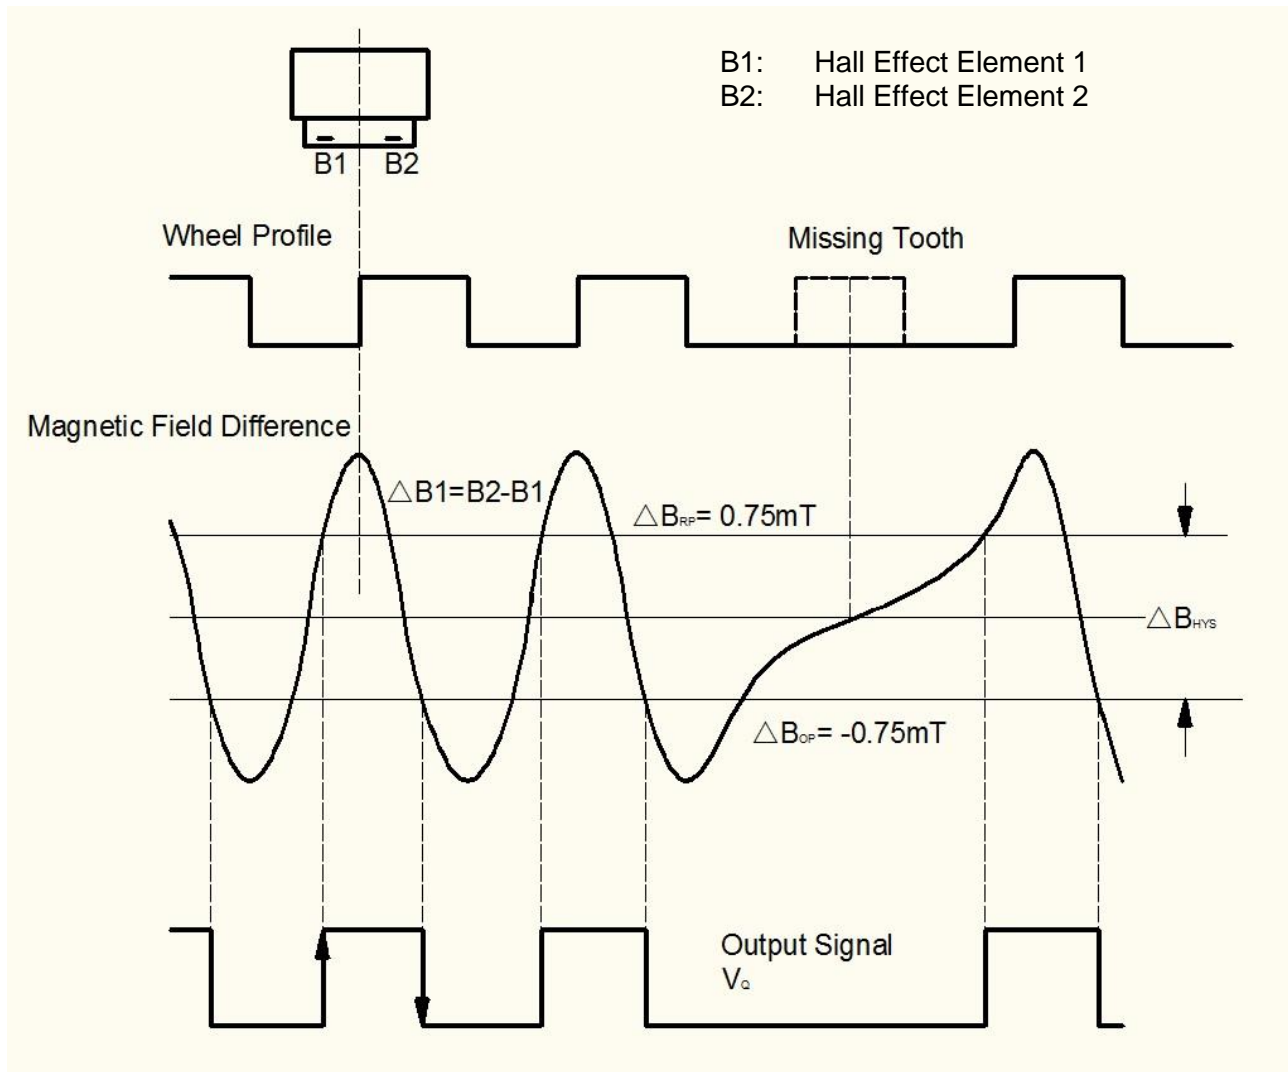 B1: Hall Effect Element 1
B2: Hall Effect Element 2
B1 B2
Wheel Profile
Missing Tooth
Magnetic Field Difference
△B1=B2-B1
△BRP= 0.75mT
△BHYS
△BOP= -0.75mT
Output Signal
VQ